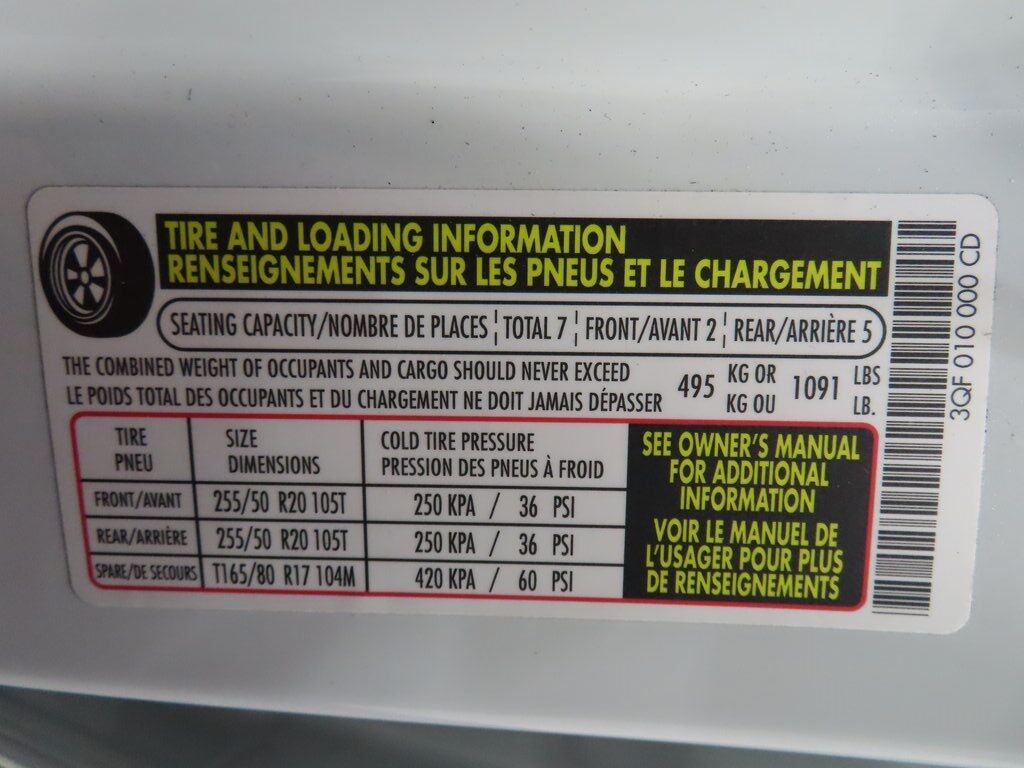 TIRE AND LOADING INFORMATION
RENSEIGNEMENTS SUR LES PNEUS ET LE CHARGEMENT
SEATING CAPACITY/NOMBRE DE PLACES TOTAL 7 FRONT/AVANT 2 REAR/ARRIÈRE 5
THE COMBINED WEIGHT OF OCCUPANTS AND CARGO SHOULD NEVER EXCEED
LE POIDS TOTAL DES OCCUPANTS ET DU CHARGEMENT NE DOIT JAMAIS DÉPASSER
495 KG OR 1091 LBS
KG OU LB.
TIRE SIZE COLD TIRE PRESSURE
PNEU DIMENSIONS PRESSION DES PNEUS À FROID
FRONT/AVANT 255/50 R20 105T 250 KPA / 36 PSI
REAR/ARRIÈRE 255/50 R20 105T 250 KPA / 36 PSI
SPARE/DE SECOURS T165/80 R17 104M 420 KPA / 60 PSI
SEE OWNER'S MANUAL
FOR ADDITIONAL
INFORMATION
VOIR LE MANUEL DE
L'USAGER POUR PLUS
DE RENSEIGNEMENTS
3QF 010 000 CD